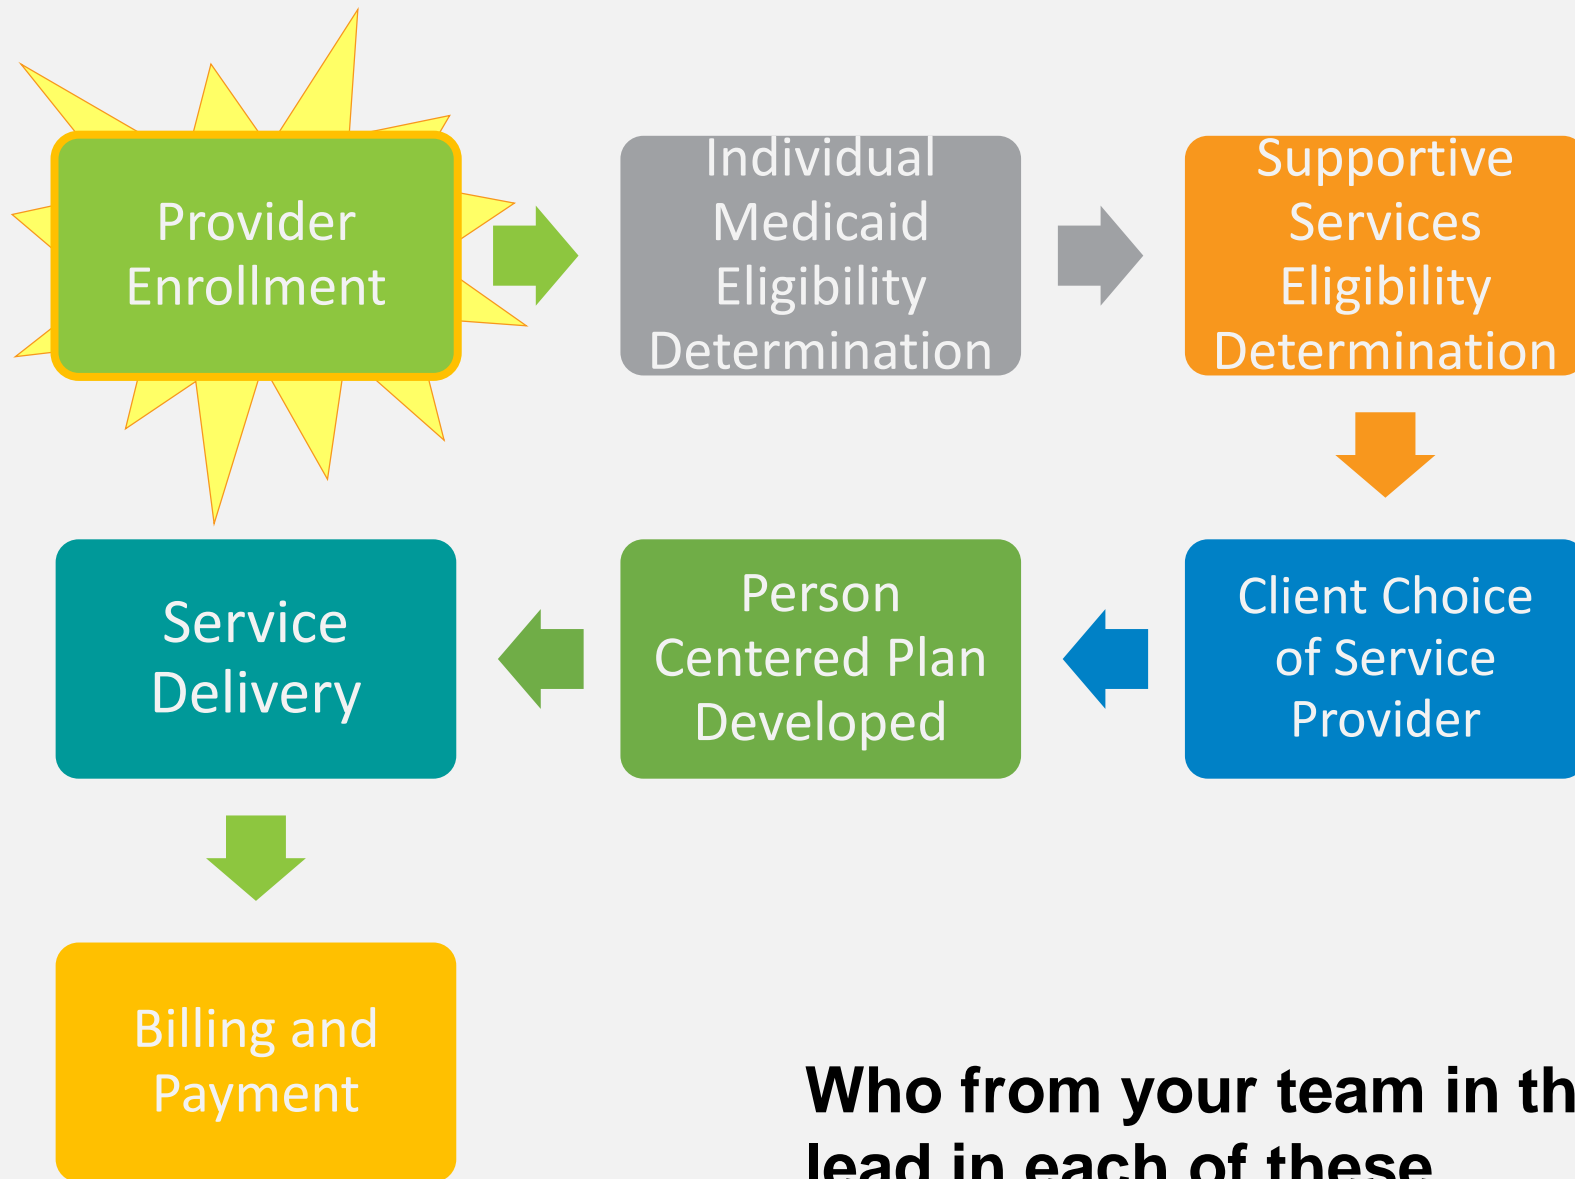 Provider
Enrollment
Individual
Medicaid
Eligibility
Determination
Supportive
Services
Eligibility
Determination
Client Choice
of Service
Provider
Person
Centered Plan
Developed
Service
Delivery
Billing and
Payment
Who from your team in th
lead in each of these